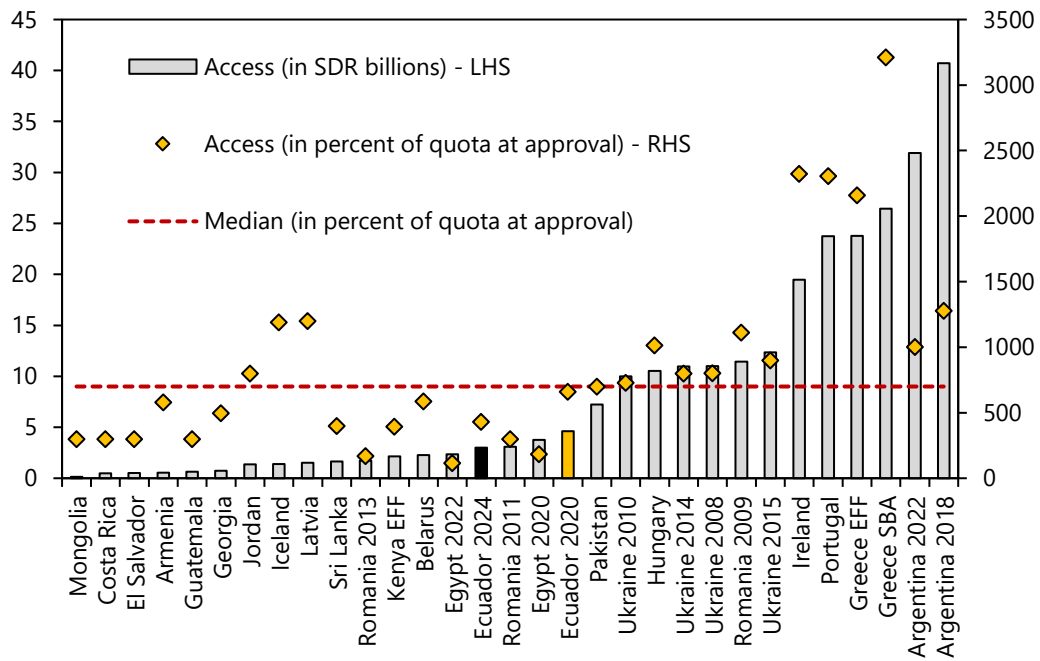 45
40
35
30
25
20
15
10
5
0
3500
3000
2500
2000
1500
1000
500
0
Access (in SDR billions) - LHS
Access (in percent of quota at approval) - RHS
Median (in percent of quota at approval)
Mongolia
Costa Rica
El Salvador
Armenia
Guatemala
Georgia
Jordan
Iceland
Latvia
Sri Lanka
Romania 2013
Kenya EFF
Belarus
Egypt 2022
Ecuador 2024
Romania 2011
Egypt 2020
Ecuador 2020
Pakistan
Ukraine 2010
Hungary
Ukraine 2014
Ukraine 2008
Romania 2009
Ukraine 2015
Ireland
Portugal
Greece EFF
Greece SBA
Argentina 2022
Argentina 2018